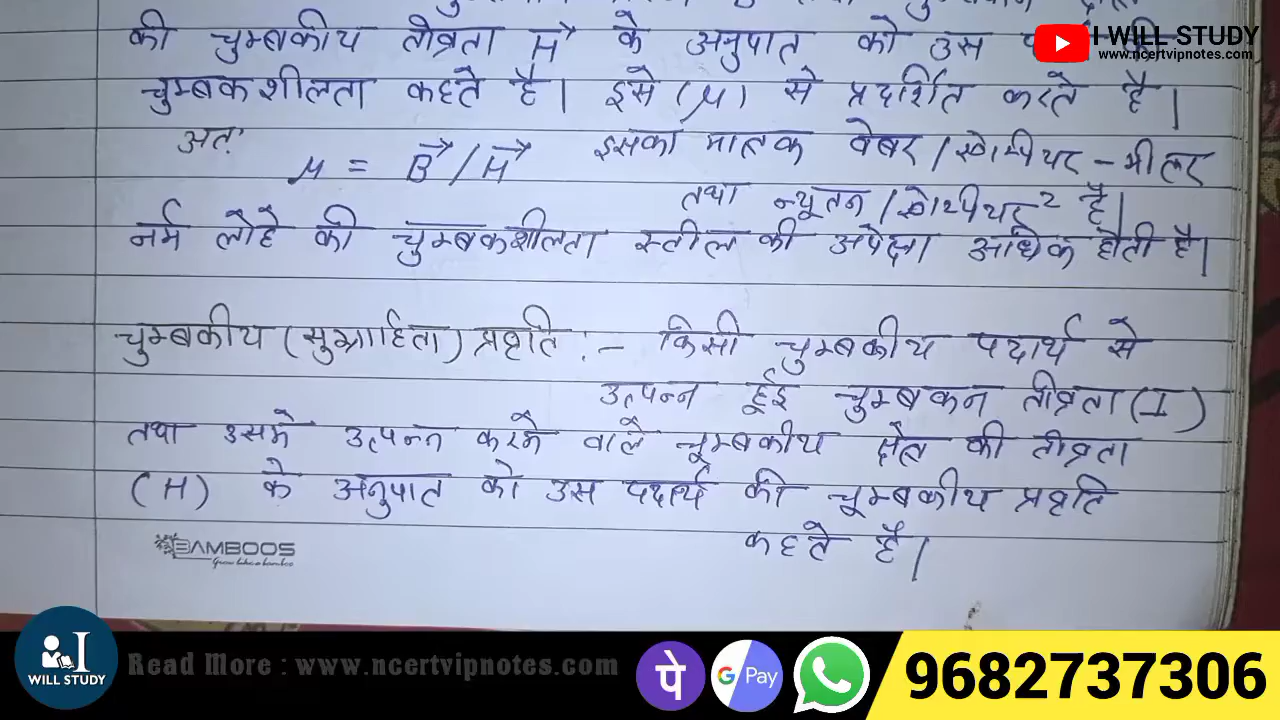 की चुम्बकीय तीव्रता H→ के अनुपात को उस
चुम्बकशीलता कहते है। इसे (μ) से प्रदर्शित करते है।
अतः μ = B→ / H→ इसका मात्रक वेबर / ऐम्पियर - मीटर
तथा न्यूतन / ऐम्पियर² है।
नर्म लोहे की चुम्बकशीलता स्तील की अपेक्षा अधिक होती है।
चुम्बकीय (सुग्राहिता) प्रवृति :- किसी चुम्बकीय पदार्थ से
उत्पन्न हुई चुम्बकन तीव्रता (I)
तथा उसमे उत्पन्न करने वाले चूम्बकीय क्षेत्र की तीव्रता
(H) के अनुपात को उस पदार्थ की चूम्बकीय प्रवृति
कहते है।
BAMBOOS
I WILL STUDY
www.ncertvipnotes.com
I
WILL STUDY
Read More : www.ncertvipnotes.com
पे
G Pay
9682737306